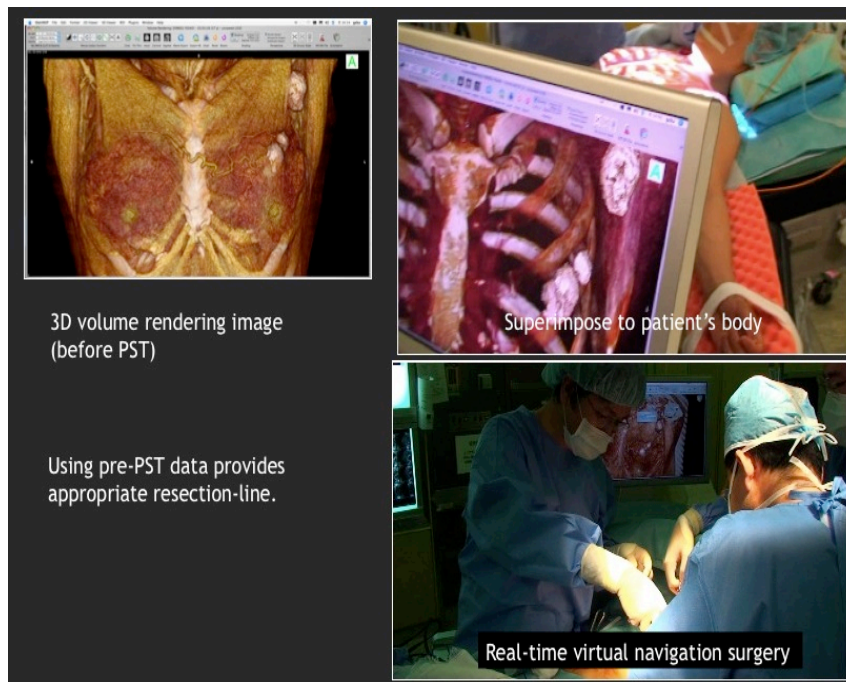 A
3D volume rendering image
(before PST)
Using pre-PST data provides
appropriate resection-line.
A
Superimpose to patient's body
Real-time virtual navigation surgery